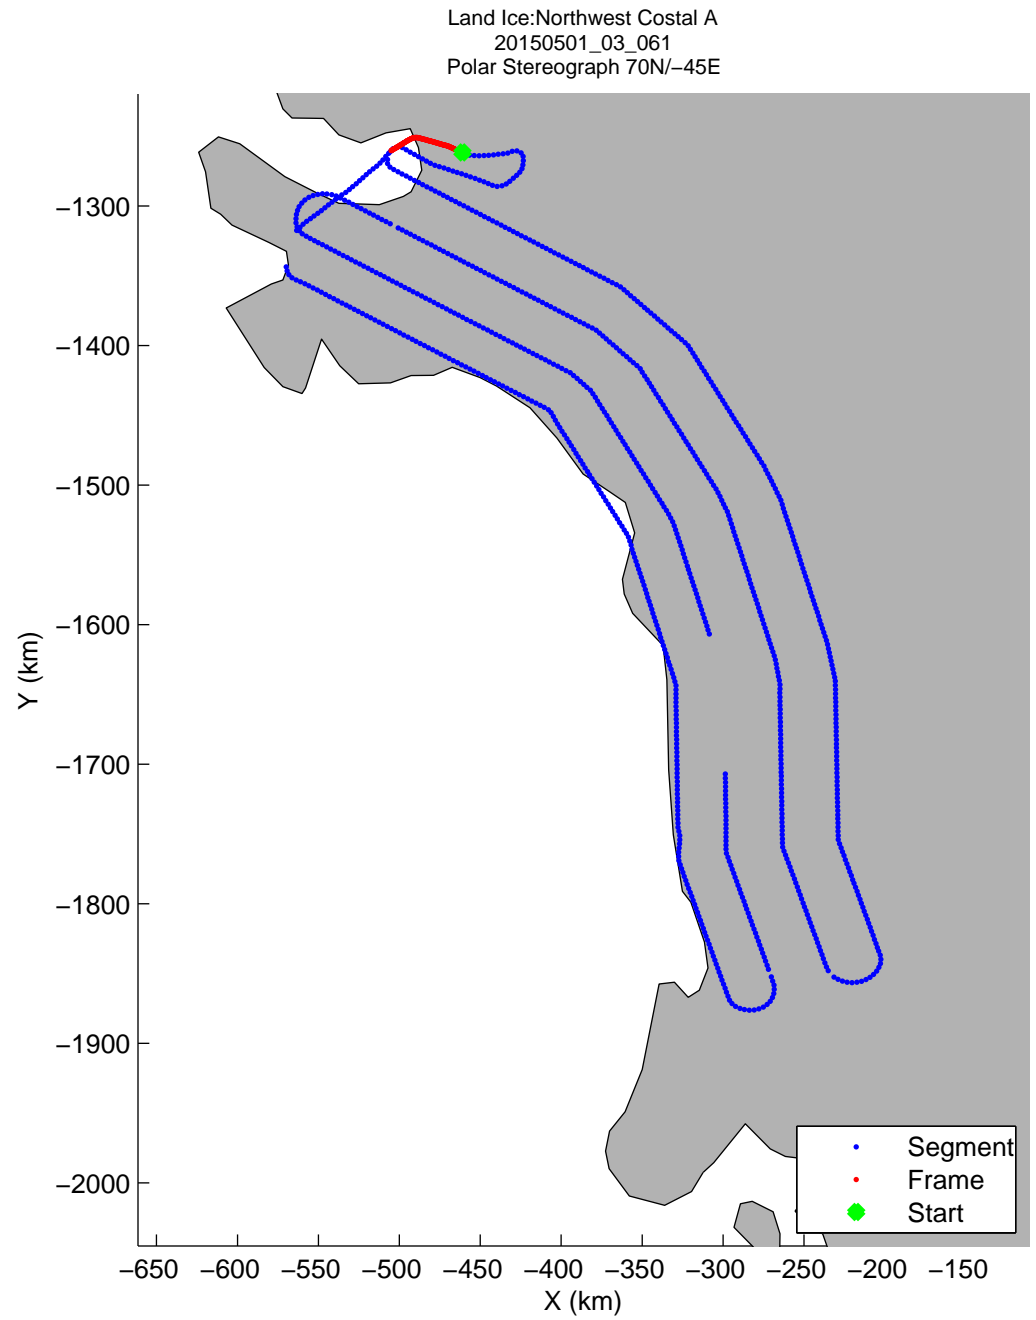 Land Ice:Northwest Costal A
20150501_03_061
Polar Stereograph 70N/−45E
−1300
−1400
−1500
−1600
−1700
−1800
−1900
−2000
Y (km)
−650 −600 −550 −500 −450 −400 −350 −300 −250 −200 −150
X (km)
Segment
Frame
Start